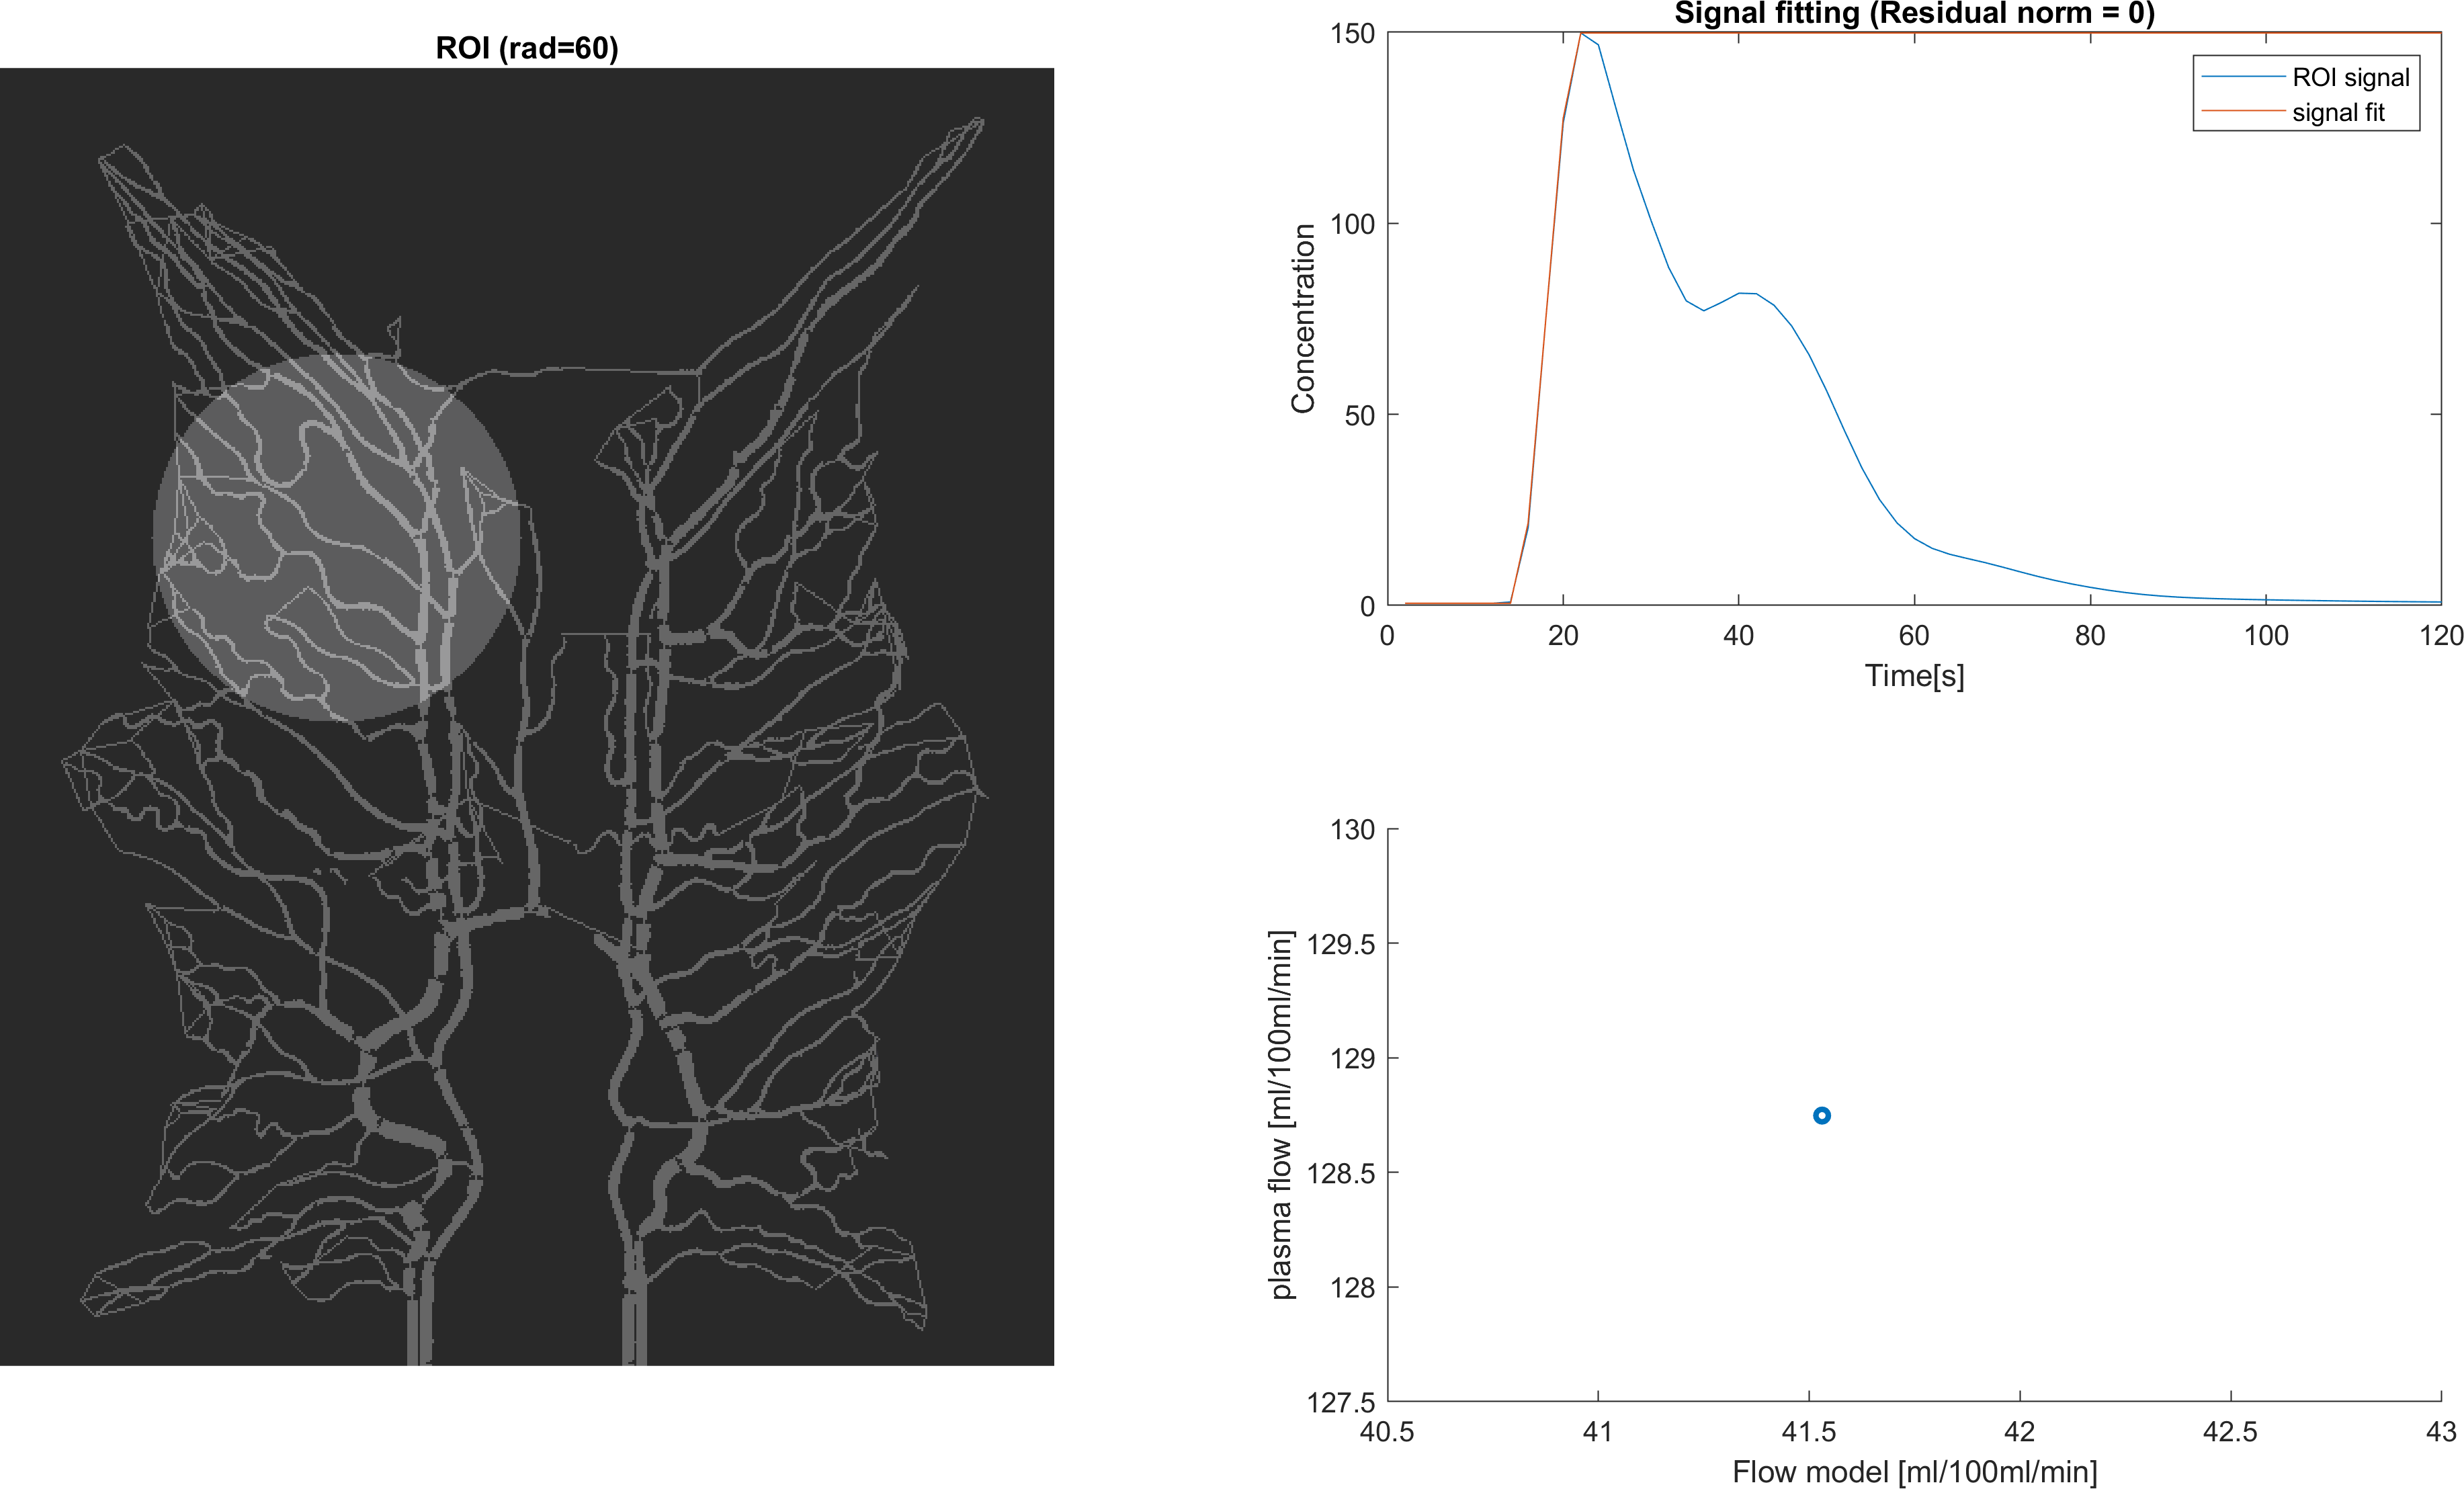 ROI (rad=60)
Signal fitting (Residual norm = 0)
150
100
50
0
Concentration
ROI signal
signal fit
0 20 40 60 80 100 120
Time[s]
130
129.5
129
128.5
128
127.5
plasma flow [ml/100ml/min]
40.5 41 41.5 42 42.5 43
Flow model [ml/100ml/min]